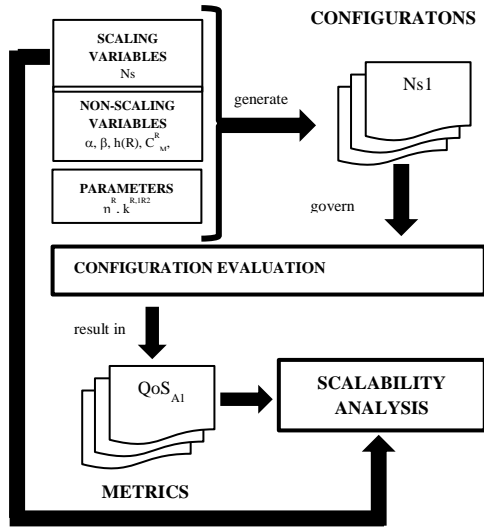 CONFIGURATONS
SCALING
VARIABLES
Ns
NON-SCALING
VARIABLES
α, β, h(R), C^R_M,
PARAMETERS
n^R, k^R,1R2
generate
Ns1
govern
CONFIGURATION EVALUATION
result in
QoS_A1
SCALABILITY
ANALYSIS
METRICS